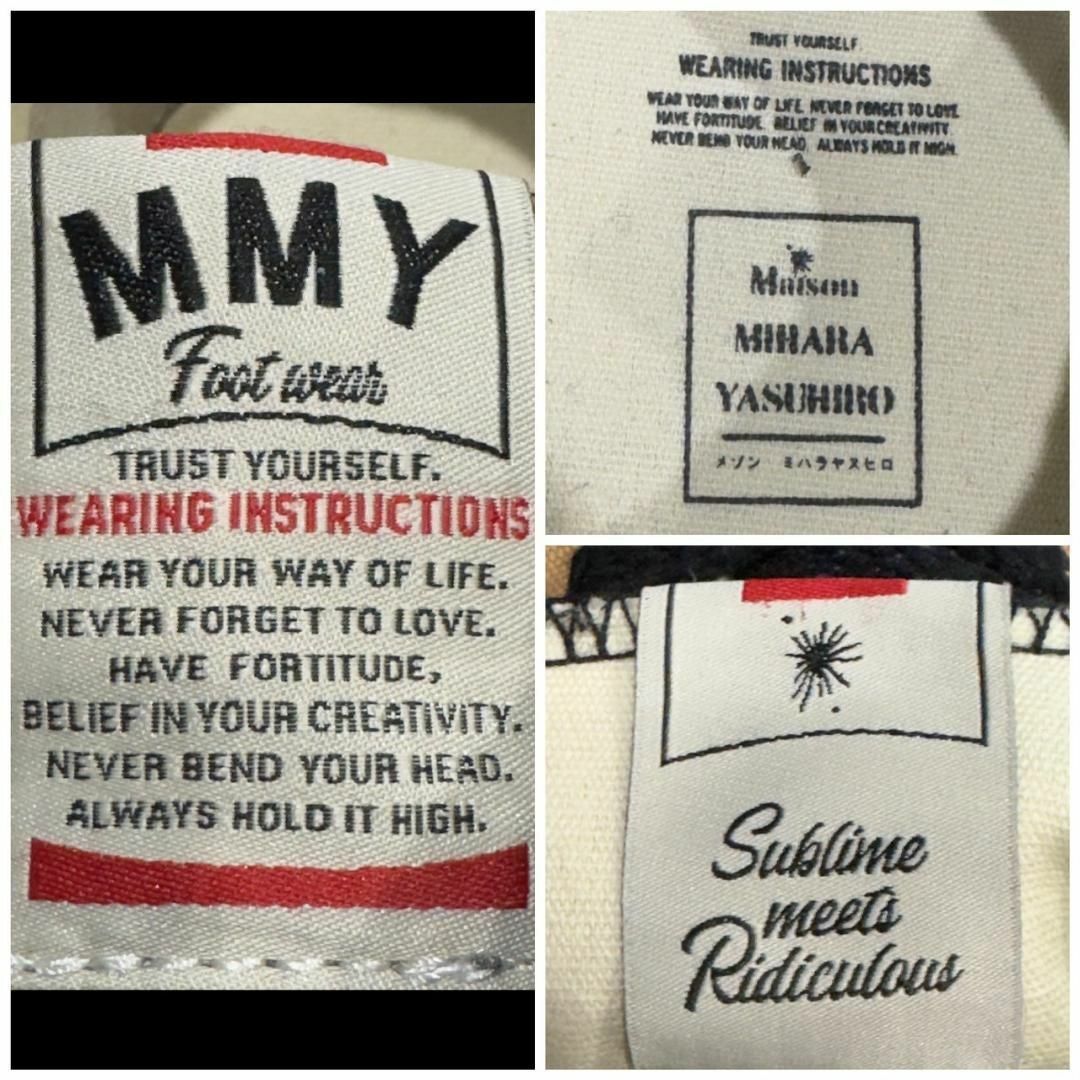 MMY
Foot wear
TRUST YOURSELF.
WEARING INSTRUCTIONS
WEAR YOUR WAY OF LIFE.
NEVER FORGET TO LOVE.
HAVE FORTITUDE,
BELIEF IN YOUR CREATIVITY.
NEVER BEND YOUR HEAD.
ALWAYS HOLD IT HIGH.
TRUST YOURSELF.
WEARING INSTRUCTIONS
WEAR YOUR WAY OF LIFE. NEVER FORGET TO LOVE.
HAVE FORTITUDE, BELIEF IN YOUR CREATIVITY.
NEVER BEND YOUR HEAD, ALWAYS HOLD IT HIGH.
Maison
MIHARA
YASUHIRO
メゾン ミハラヤスヒロ
Sublime
meets
Ridiculous